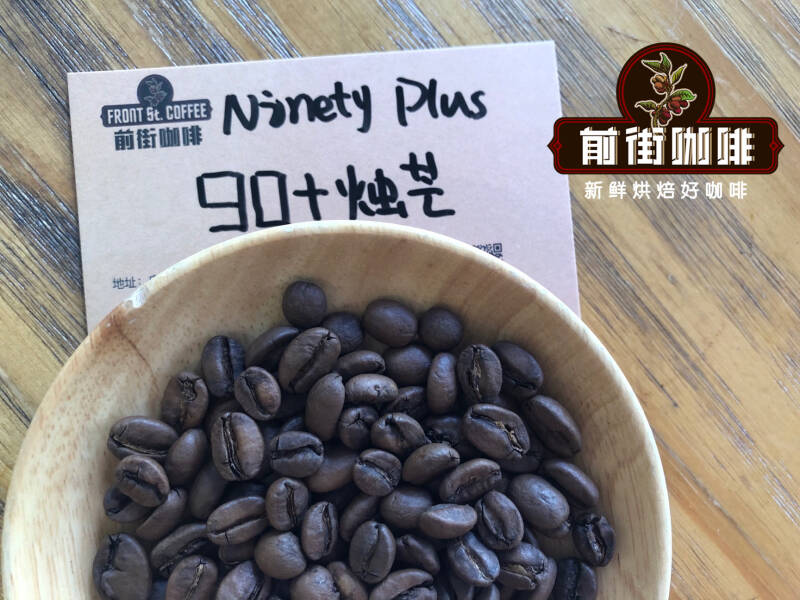 FRONT St. COFFEE
前街咖啡
Ninety Plus
90+烛芒
地址:
前街咖啡
新鲜烘焙好咖啡